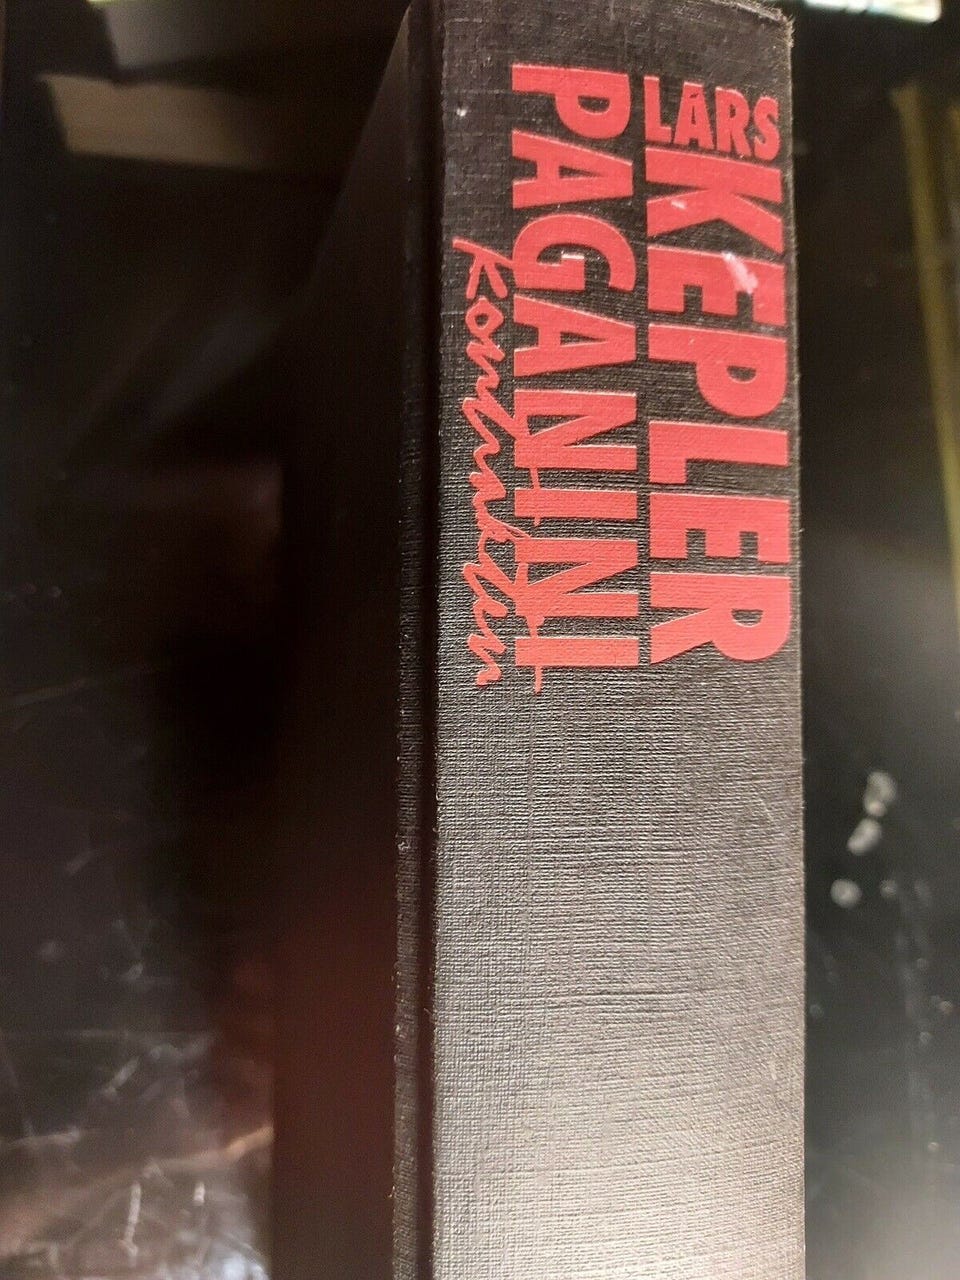 LARS
KEPLER
PAGANINI
Kontrakten